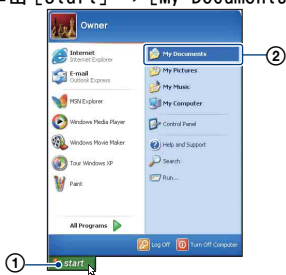 [Start] → [My Documents
Owner
Internet
Internet Explorer
E-mail
Outlook Express
MSN Explorer
Windows Media Player
Windows Movie Maker
Tour Windows XP
Paint
All Programs
My Documents
My Pictures
My Music
My Computer
Control Panel
Help and Support
Search
Run...
Log Off
Turn Off Computer
start
1
2